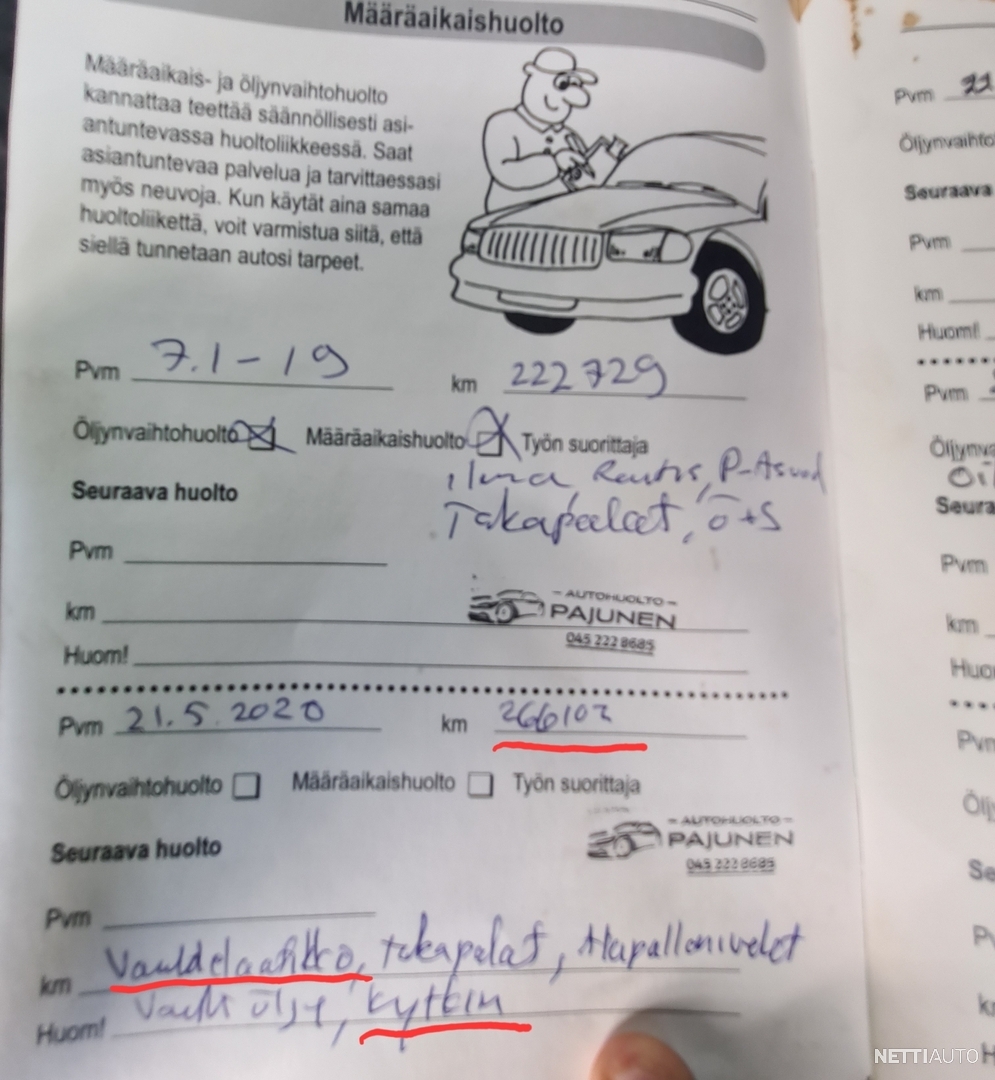 Määräaikaishuolto
Määräaikais- ja öljynvaihtohuolto
kannattaa teettää säännöllisesti asi-
antuntevassa huoltoliikkeessä. Saat
asiantuntevaa palvelua ja tarvittaessasi
myös neuvoja. Kun käytät aina samaa
huoltoliikettä, voit varmistua siitä, että
siellä tunnetaan autosi tarpeet.
Pvm 7.1-19 km 222729
Öljynvaihtohuolto Määräaikaishuolto Työn suorittaja
Seuraava huolto
Takapalat, ö+s
Pvm
km
- AUTOHUOLTO -
PAJUNEN
045 222 8685
Huom!
Pvm 21.5.2020 km 266102
Öljynvaihtohuolto Määräaikaishuolto Työn suorittaja
- AUTOHUOLTO -
PAJUNEN
045 222 8685
Seuraava huolto
Pvm
km takapalat,
Huom! kytkin
Pvm
Öljynvaihto
Seuraava
Pvm
km
Huom!
Pvm
Seura
Pvm
km
Pvm
NETTIAUTO